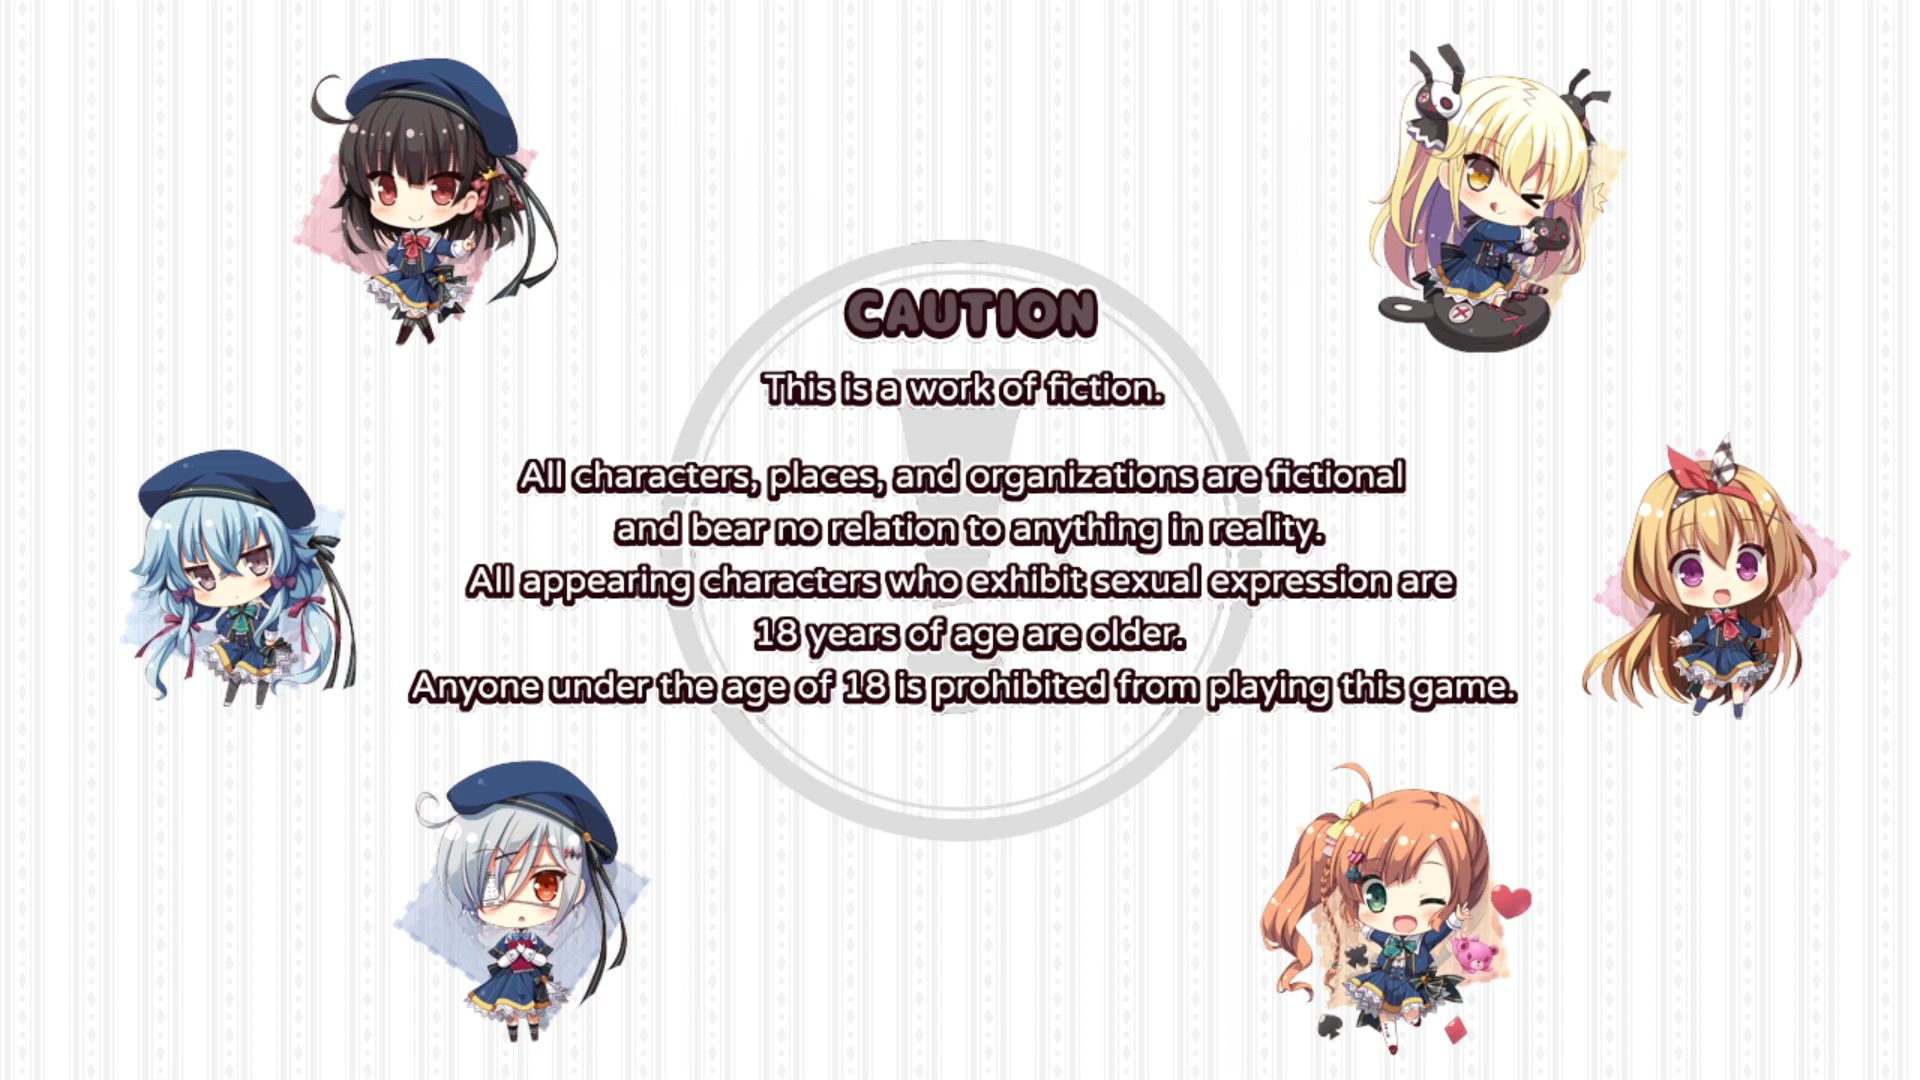 CAUTION
This is a work of fiction.
All characters, places, and organizations are fictional
and bear no relation to anything in reality.
All appearing characters who exhibit sexual expression are
18 years of age are older.
Anyone under the age of 18 is prohibited from playing this game.